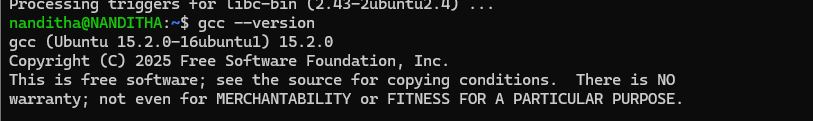 Processing triggers for libc-bin (2.43-2ubuntu2.4) ...
nanditha@NANDITHA:~$ gcc --version
gcc (Ubuntu 15.2.0-16ubuntu1) 15.2.0
Copyright (C) 2025 Free Software Foundation, Inc.
This is free software; see the source for copying conditions.  There is NO
warranty; not even for MERCHANTABILITY or FITNESS FOR A PARTICULAR PURPOSE.